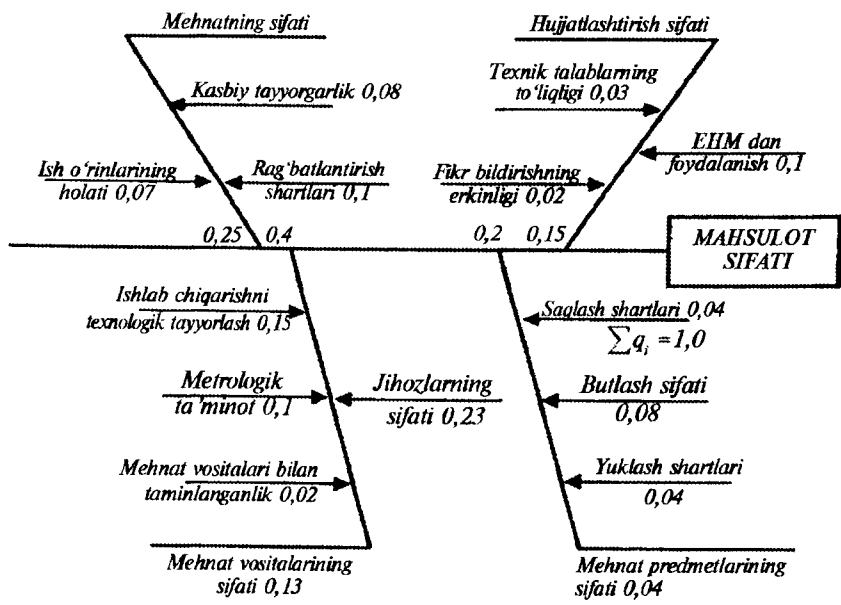 Mehnatning sifati
Kasbiy tayyorgarlik 0,08
Ish o‘rinlarining
holati 0,07
Rag‘batlantirish
shartlari 0,1
Hujjatlashtirish sifati
Texnik talablarning
to‘liqligi 0,03
EHM dan
foydalanish 0,1
Fikr bildirishning
erkinligi 0,02
0,25 0,4 0,2 0,15
MAHSULOT
SIFATI
Ishlab chiqarishni
texnologik tayyorlash 0,15
Metrologik
ta’minot 0,1
Jihozlarning
sifati 0,23
Mehnat vositalari bilan
taminlanganlik 0,02
Mehnat vositalarining
sifati 0,13
Saqlash shartlari 0,04
∑qᵢ = 1,0
Butlash sifati
0,08
Yuklash shartlari
0,04
Mehnat predmetlarining
sifati 0,04